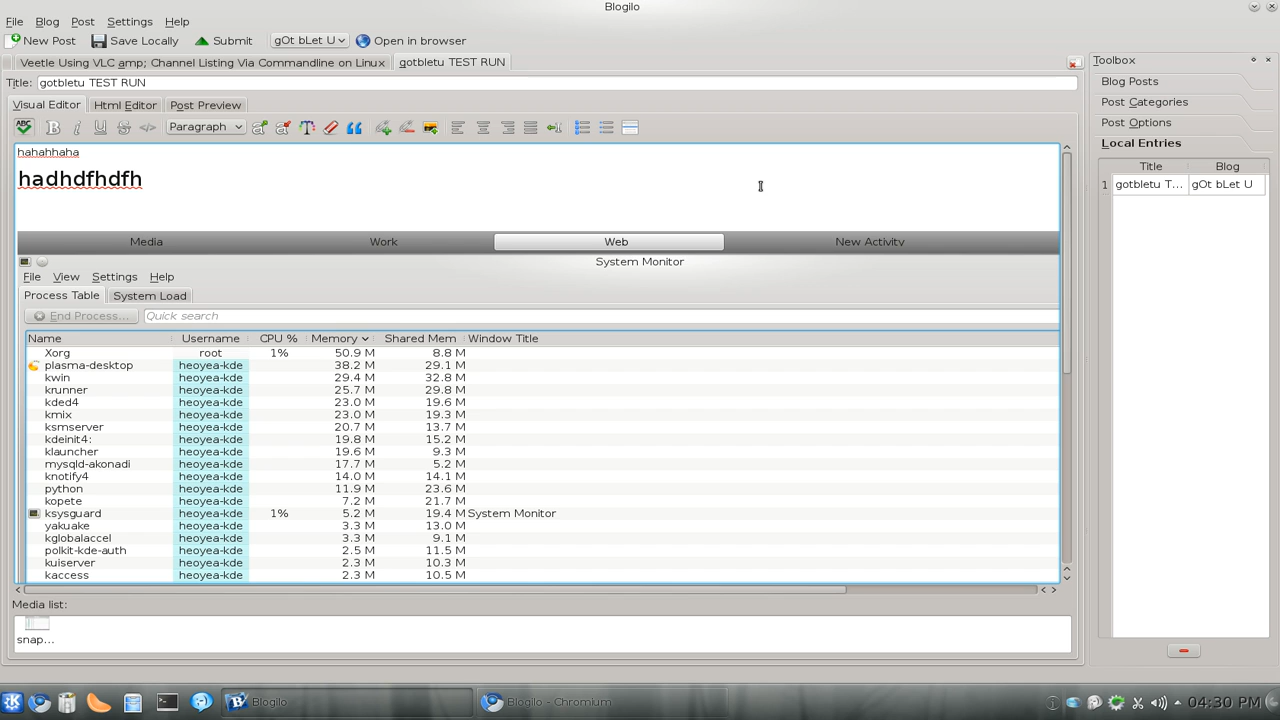 Blogilo
File Blog Post Settings Help
New Post Save Locally Submit gOt bLet U Open in browser
Veetle Using VLC amp; Channel Listing Via Commandline on Linux gotbletu TEST RUN
Title: gotbletu TEST RUN
Visual Editor Html Editor Post Preview
ABC B I U S Paragraph
hahahhaha
hadhdfhdfh
Media Work Web New Activity
System Monitor
File View Settings Help
Process Table System Load
End Process... Quick search
Name Username CPU % Memory Shared Mem Window Title
Xorg root 1% 50.9 M 8.8 M
plasma-desktop heoyea-kde 38.2 M 29.1 M
kwin heoyea-kde 29.4 M 32.8 M
krunner heoyea-kde 25.7 M 29.8 M
kded4 heoyea-kde 23.0 M 19.6 M
kmix heoyea-kde 23.0 M 19.3 M
ksmserver heoyea-kde 20.7 M 13.7 M
kdeinit4: heoyea-kde 19.8 M 15.2 M
klauncher heoyea-kde 19.6 M 9.3 M
mysqld-akonadi heoyea-kde 17.7 M 5.2 M
knotify4 heoyea-kde 14.0 M 14.1 M
python heoyea-kde 11.9 M 23.6 M
kopete heoyea-kde 7.2 M 21.7 M
ksysguard heoyea-kde 1% 5.2 M 19.4 M System Monitor
yakuake heoyea-kde 3.3 M 13.0 M
kglobalaccel heoyea-kde 3.3 M 9.1 M
polkit-kde-auth heoyea-kde 2.5 M 11.5 M
kuiserver heoyea-kde 2.3 M 10.3 M
kaccess heoyea-kde 2.3 M 10.5 M
Media list:
snap...
Toolbox
Blog Posts
Post Categories
Post Options
Local Entries
Title Blog
1 gotbletu T... gOt bLet U
Blogilo Blogilo - Chromium 04:30 PM